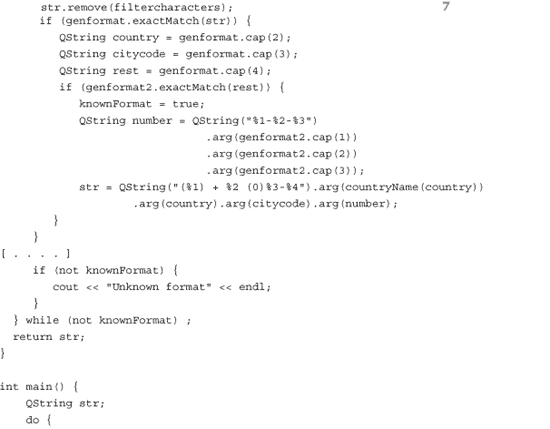 str.remove(filtercharacters); 7
if (genformat.exactMatch(str)) {
QString country = genformat.cap(2);
QString citycode = genformat.cap(3);
QString rest = genformat.cap(4);
if (genformat2.exactMatch(rest)) {
knownFormat = true;
QString number = QString("%1-%2-%3")
.arg(genformat2.cap(1))
.arg(genformat2.cap(2))
.arg(genformat2.cap(3));
str = QString("(%1) + %2 (0)%3-%4").arg(countryName(country))
.arg(country).arg(citycode).arg(number);
}
}
[ . . . . ]
if (not knownFormat) {
cout << "Unknown format" << endl;
}
} while (not knownFormat) ;
return str;
}
int main() {
QString str;
do {